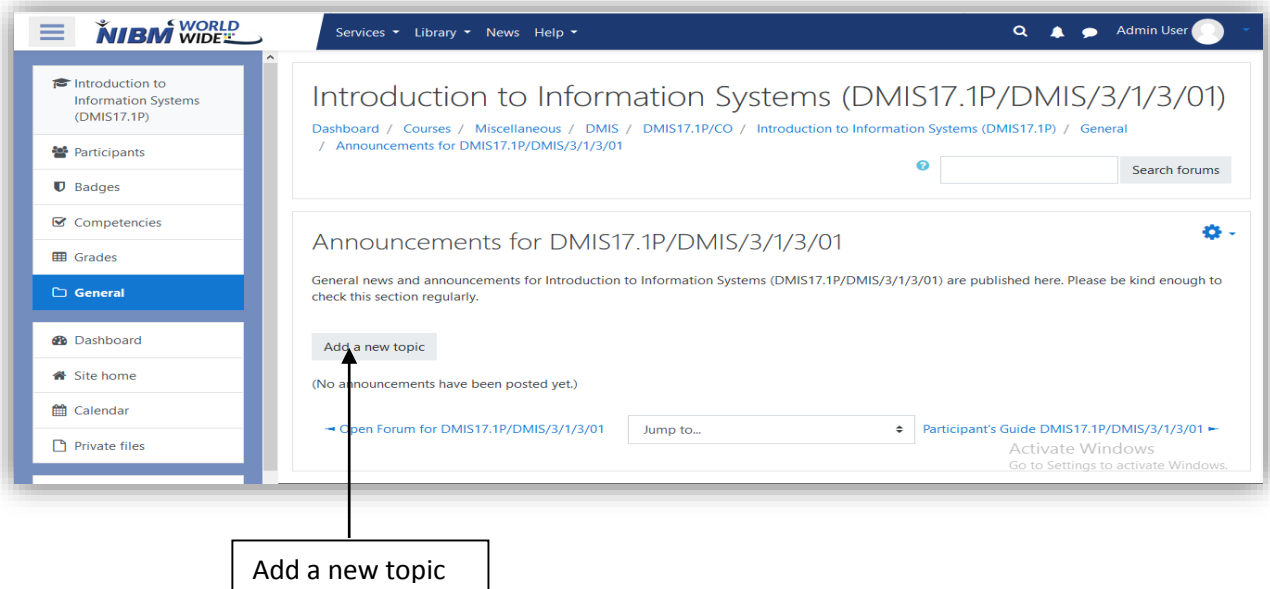 NIBM WORLD WIDE
Services Library News Help
Admin User
Introduction to
Information Systems
(DMIS17.1P)
Participants
Badges
Competencies
Grades
General
Dashboard
Site home
Calendar
Private files
Introduction to Information Systems (DMIS17.1P/DMIS/3/1/3/01)
Dashboard / Courses / Miscellaneous / DMIS / DMIS17.1P/CO / Introduction to Information Systems (DMIS17.1P) / General
/ Announcements for DMIS17.1P/DMIS/3/1/3/01
Search forums
Announcements for DMIS17.1P/DMIS/3/1/3/01
General news and announcements for Introduction to Information Systems (DMIS17.1P/DMIS/3/1/3/01) are published here. Please be kind enough to
check this section regularly.
Add a new topic
(No announcements have been posted yet.)
◄ Open Forum for DMIS17.1P/DMIS/3/1/3/01
Jump to...
Participant's Guide DMIS17.1P/DMIS/3/1/3/01 ►
Activate Windows
Go to Settings to activate Windows.
Add a new topic